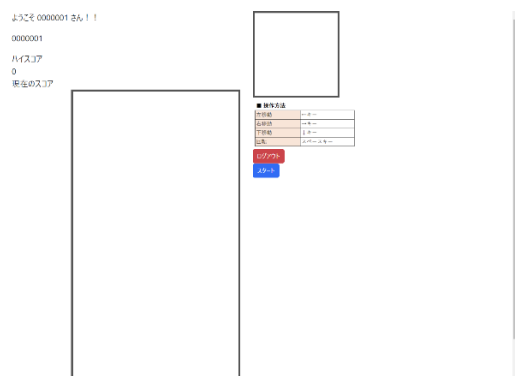 ようこそ 0000001 さん！！
0000001
ハイスコア
0
現在のスコア
■ 操作方法
左移動 ←キー
右移動 →キー
下移動 ↓キー
回転 スペースキー
ログアウト
スタート